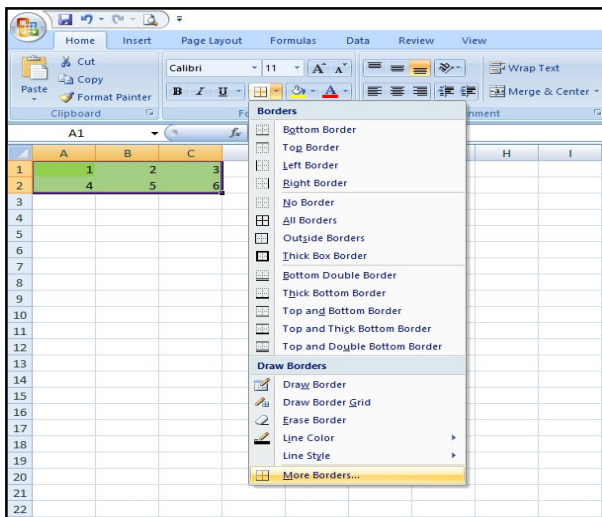 Home Insert Page Layout Formulas Data Review View
Cut
Copy
Format Painter
Paste
Calibri 11 A A
B I U A
Wrap Text
Merge & Center
Clipboard
A1 fx
A B C H I
1 1 2 3
2 4 5 6
3
4
5
6
7
8
9
10
11
12
13
14
15
16
17
18
19
20
21
22
Borders
Bottom Border
Top Border
Left Border
Right Border
No Border
All Borders
Outside Borders
Thick Box Border
Bottom Double Border
Thick Bottom Border
Top and Bottom Border
Top and Thick Bottom Border
Top and Double Bottom Border
Draw Borders
Draw Border
Draw Border Grid
Erase Border
Line Color
Line Style
More Borders...